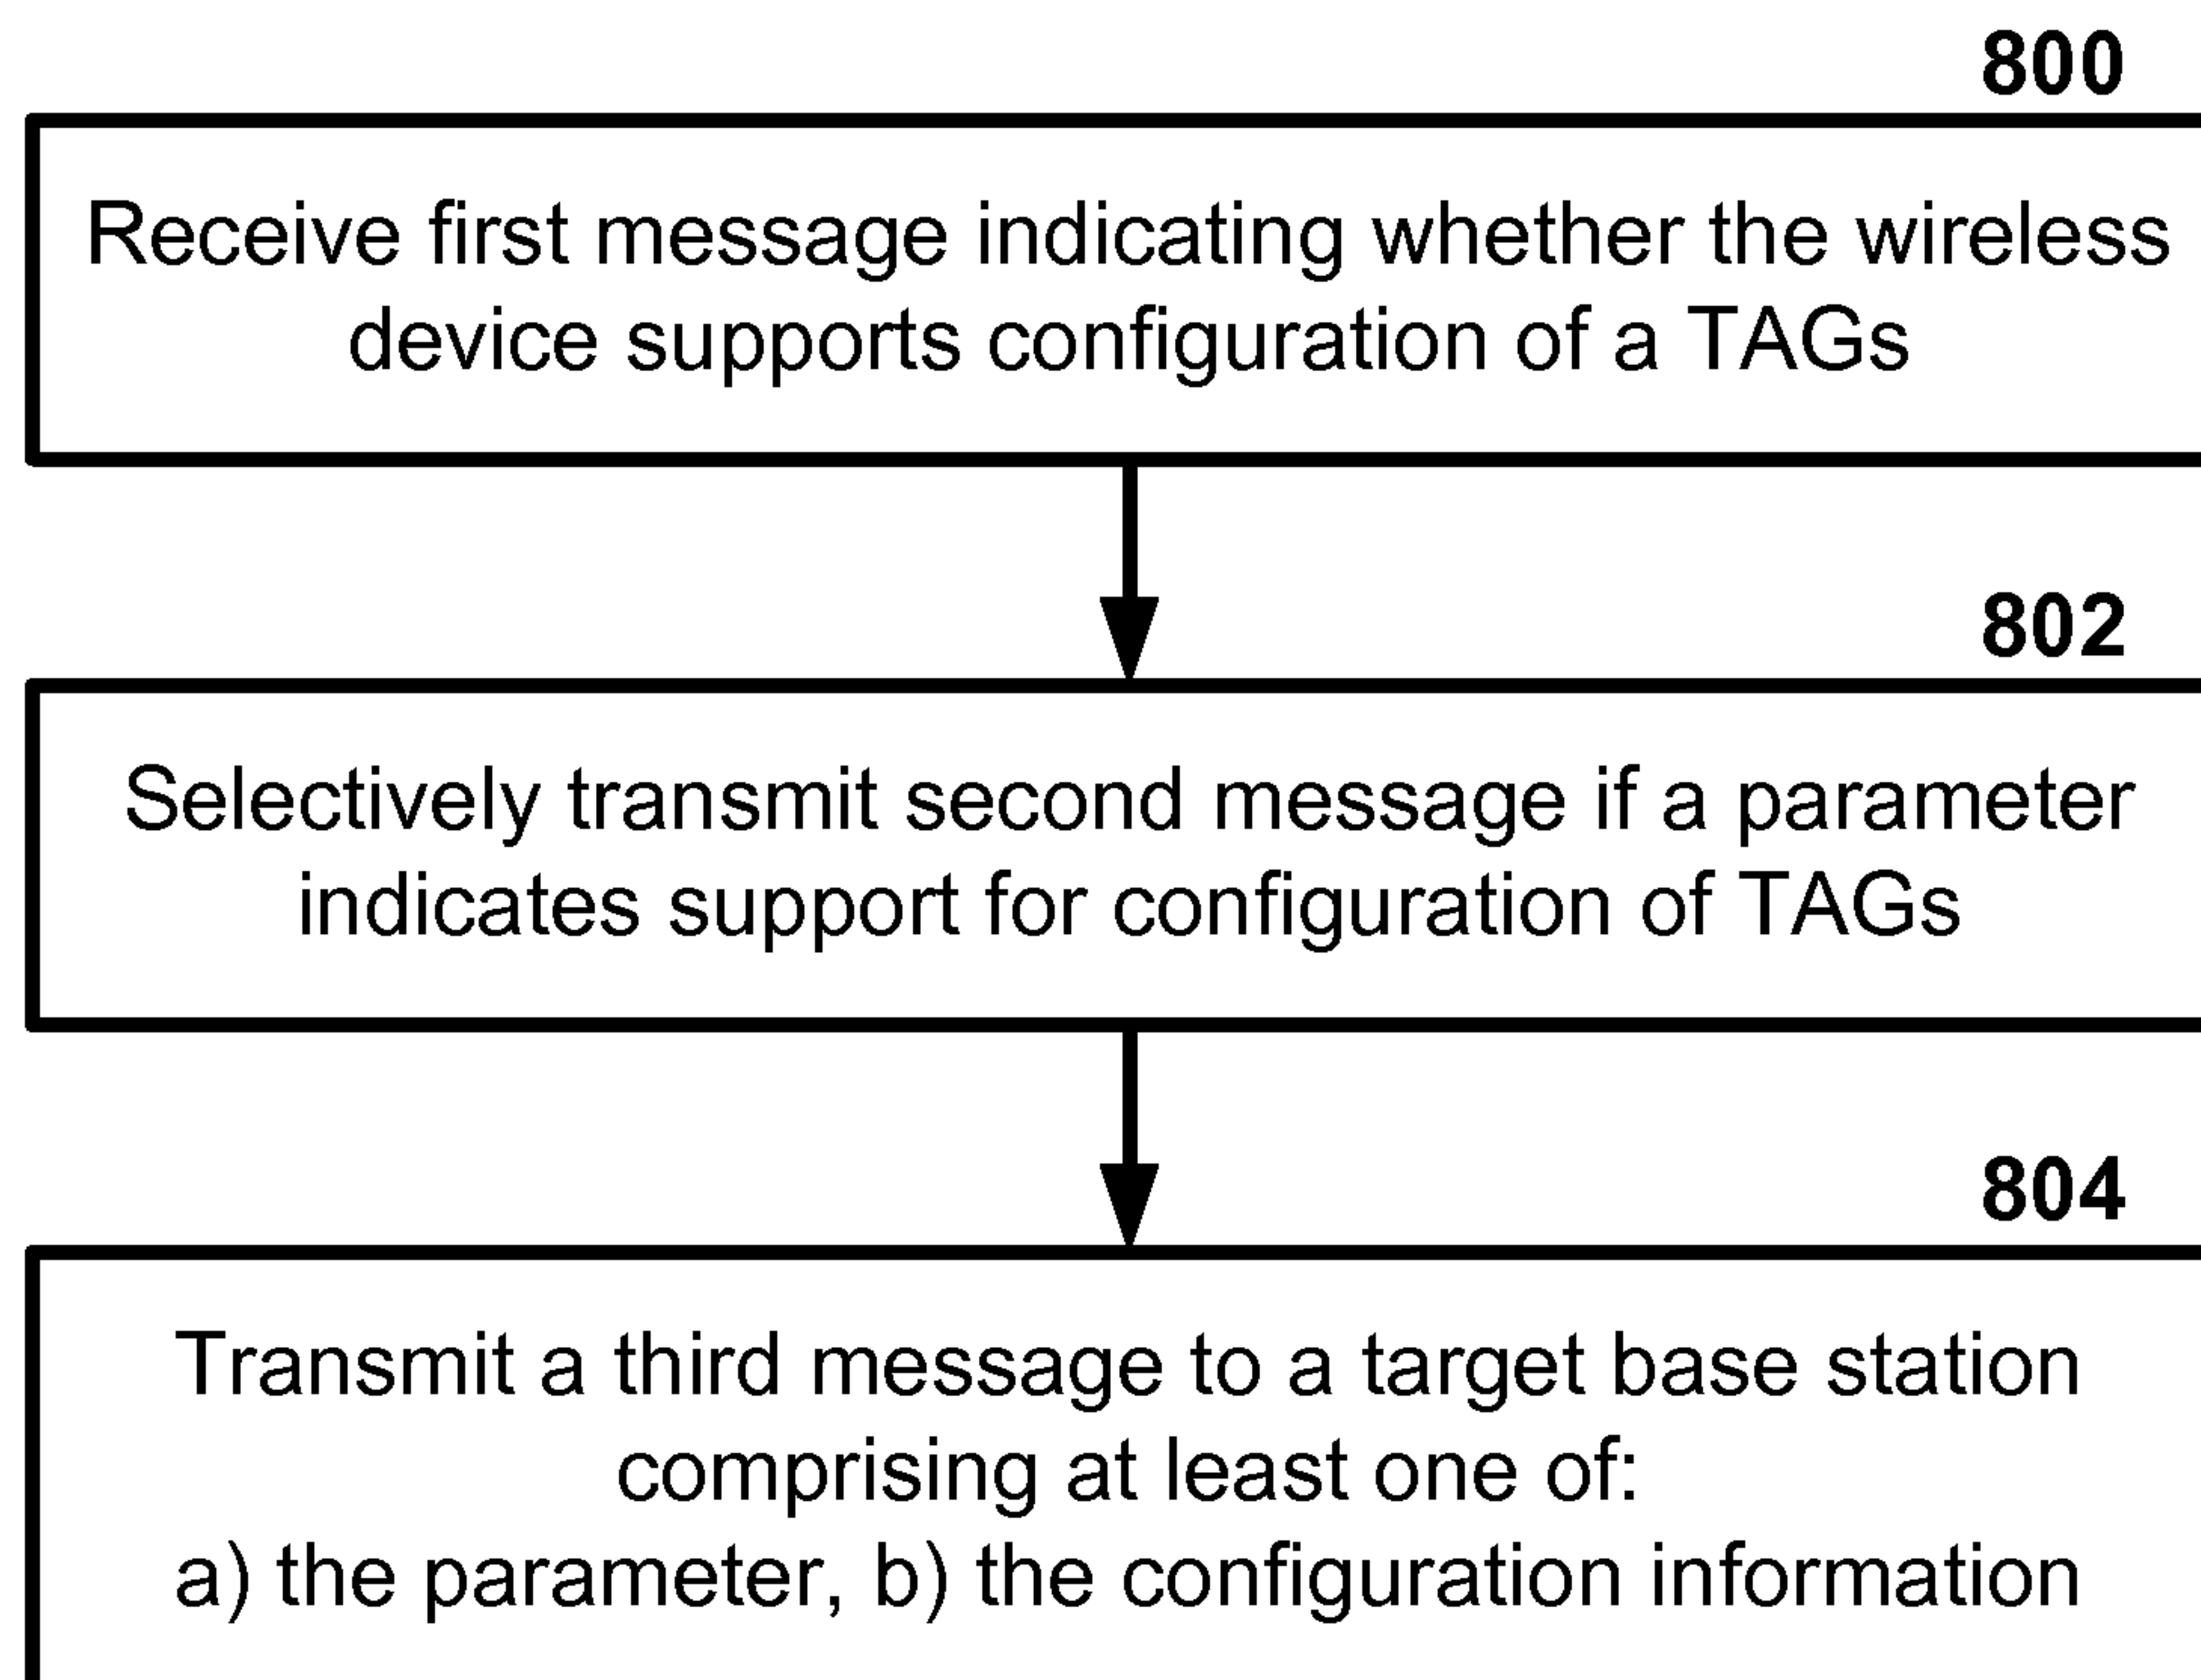 800
Receive first message indicating whether the wireless
device supports configuration of a TAGs
802
Selectively transmit second message if a parameter
indicates support for configuration of TAGs
804
Transmit a third message to a target base station
comprising at least one of:
a) the parameter, b) the configuration information